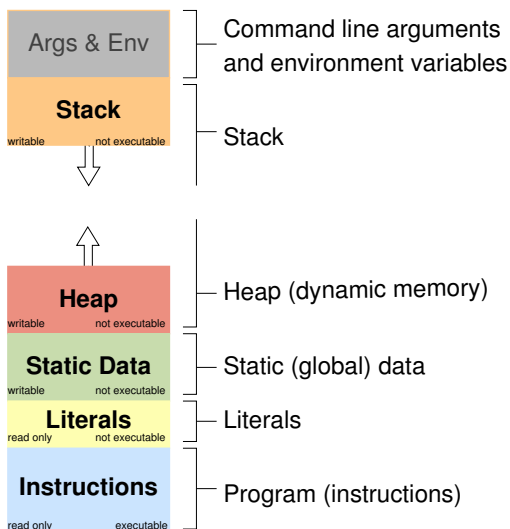 Args & Env
Command line arguments
and environment variables
Stack
writable not executable
Stack
Heap
writable not executable
Heap (dynamic memory)
Static Data
writable not executable
Static (global) data
Literals
read only not executable
Literals
Instructions
read only executable
Program (instructions)